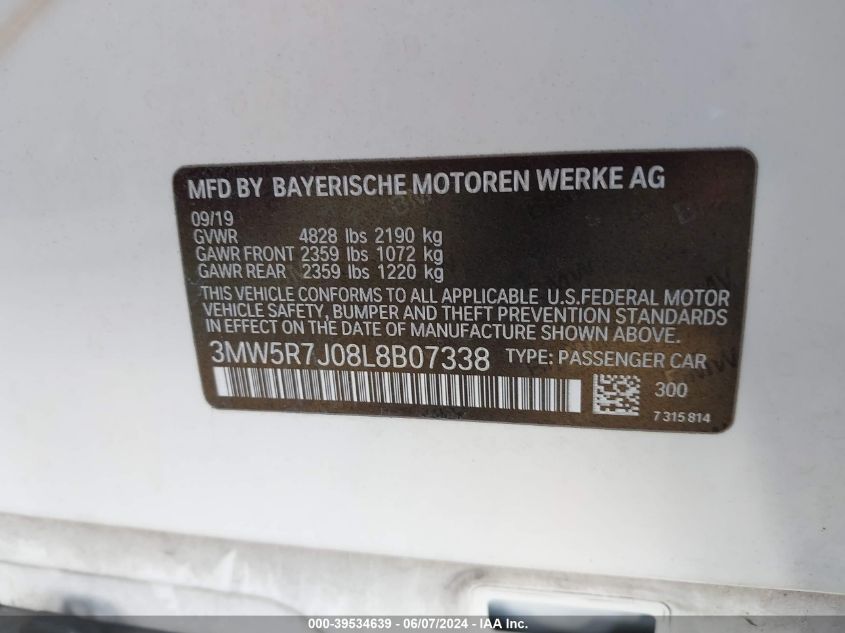 MFD BY BAYERISCHE MOTOREN WERKE AG
09/19
GVWR 4828 lbs 2190 kg
GAWR FRONT 2359 lbs 1072 kg
GAWR REAR 2359 lbs 1220 kg
THIS VEHICLE CONFORMS TO ALL APPLICABLE U.S.FEDERAL MOTOR
VEHICLE SAFETY, BUMPER AND THEFT PREVENTION STANDARDS
IN EFFECT ON THE DATE OF MANUFACTURE SHOWN ABOVE.
3MW5R7J08L8B07338 TYPE: PASSENGER CAR
300
7 315 814
000-39534639 - 06/07/2024 - IAA Inc.